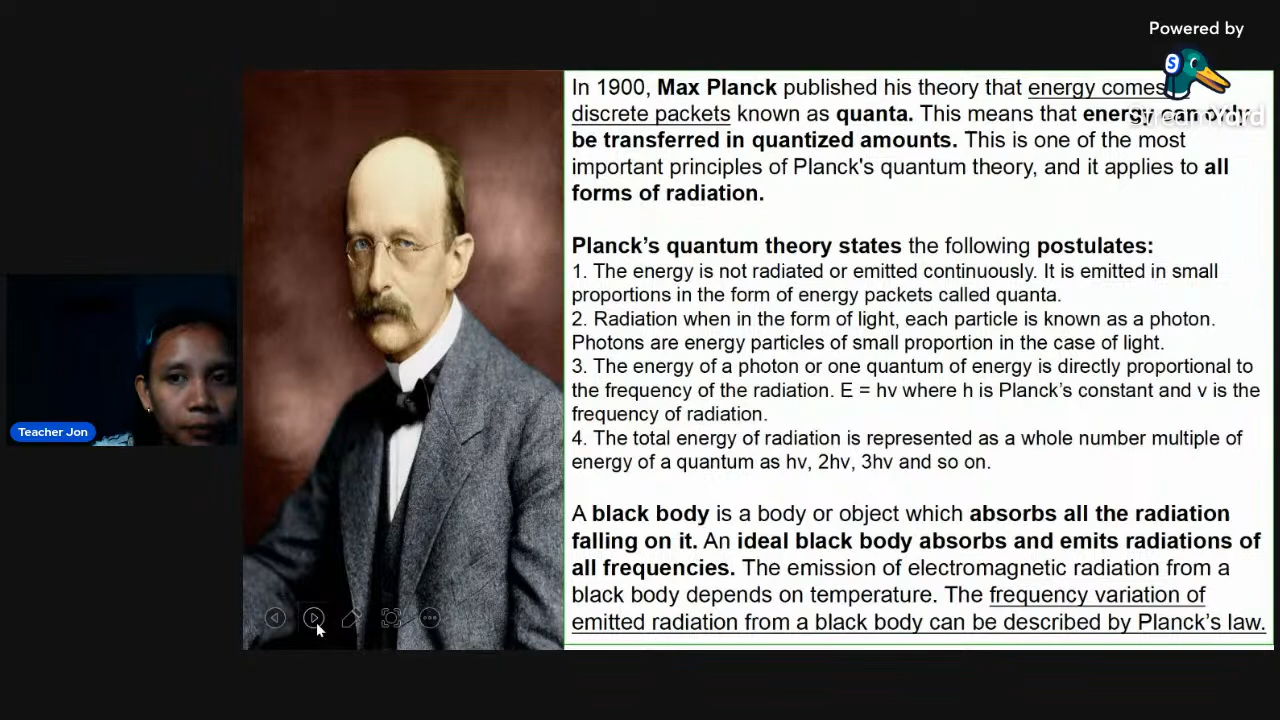 Powered by
StreamYard
In 1900, Max Planck published his theory that energy comes
discrete packets known as quanta. This means that energy can only
be transferred in quantized amounts. This is one of the most
important principles of Planck's quantum theory, and it applies to all
forms of radiation.
Planck’s quantum theory states the following postulates:
1. The energy is not radiated or emitted continuously. It is emitted in small
proportions in the form of energy packets called quanta.
2. Radiation when in the form of light, each particle is known as a photon.
Photons are energy particles of small proportion in the case of light.
3. The energy of a photon or one quantum of energy is directly proportional to
the frequency of the radiation. E = hv where h is Planck’s constant and v is the
frequency of radiation.
4. The total energy of radiation is represented as a whole number multiple of
energy of a quantum as hv, 2hv, 3hv and so on.
A black body is a body or object which absorbs all the radiation
falling on it. An ideal black body absorbs and emits radiations of
all frequencies. The emission of electromagnetic radiation from a
black body depends on temperature. The frequency variation of
emitted radiation from a black body can be described by Planck’s law.
Teacher Jon